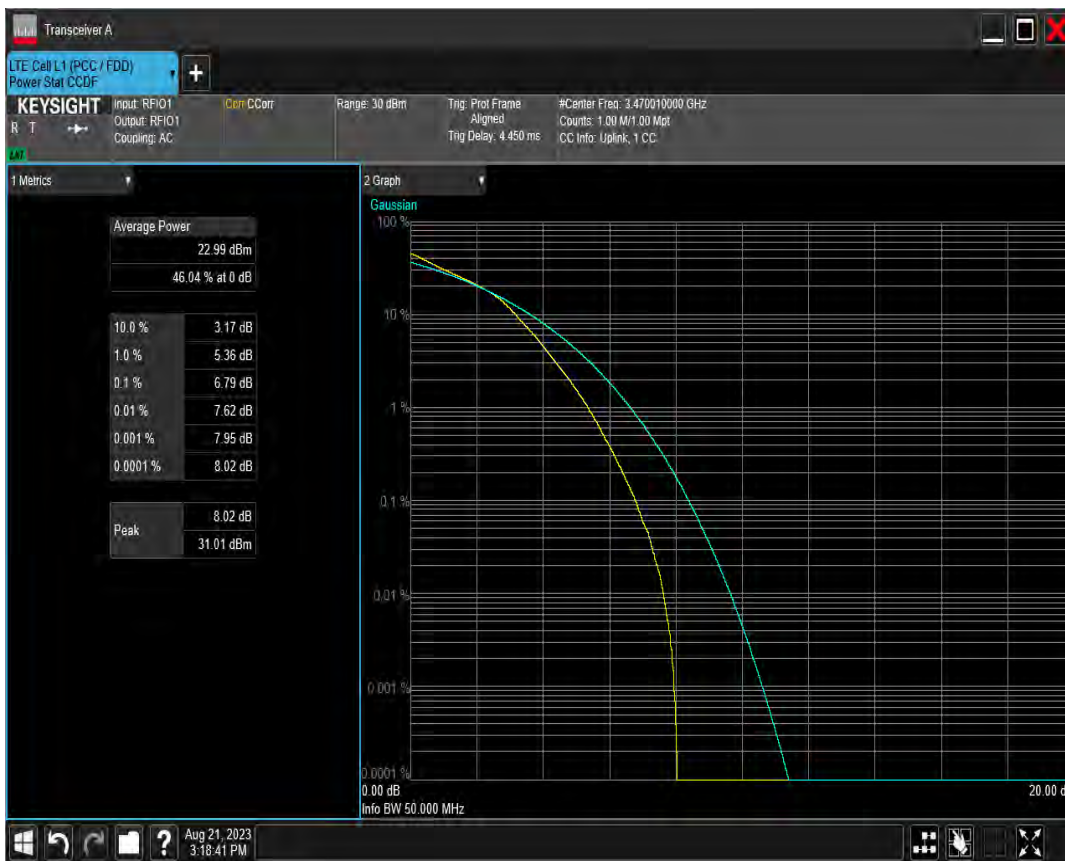 Transceiver A
LTE Cell L1 (PCC / FDD)
Power Stat CCDF
+
KEYSIGHT
R T
LXI
Input: RFIO1
Output: RFIO1
Coupling: AC
Corr CCorr
Range: 30 dBm
Trig: Prot Frame
Aligned
Trig Delay: 4.450 ms
#Center Freq: 3.470010000 GHz
Counts: 1.00 M/1.00 Mpt
CC Info: Uplink, 1 CC
1 Metrics
Average Power
22.99 dBm
46.04 % at 0 dB
10.0 % 3.17 dB
1.0 % 5.36 dB
0.1 % 6.79 dB
0.01 % 7.62 dB
0.001 % 7.95 dB
0.0001 % 8.02 dB
Peak 8.02 dB
31.01 dBm
2 Graph
Gaussian
100 %
10 %
1 %
0.1 %
0.01 %
0.001 %
0.0001 %
0.00 dB
20.00 d
Info BW 50.000 MHz
?
Aug 21, 2023
3:18:41 PM